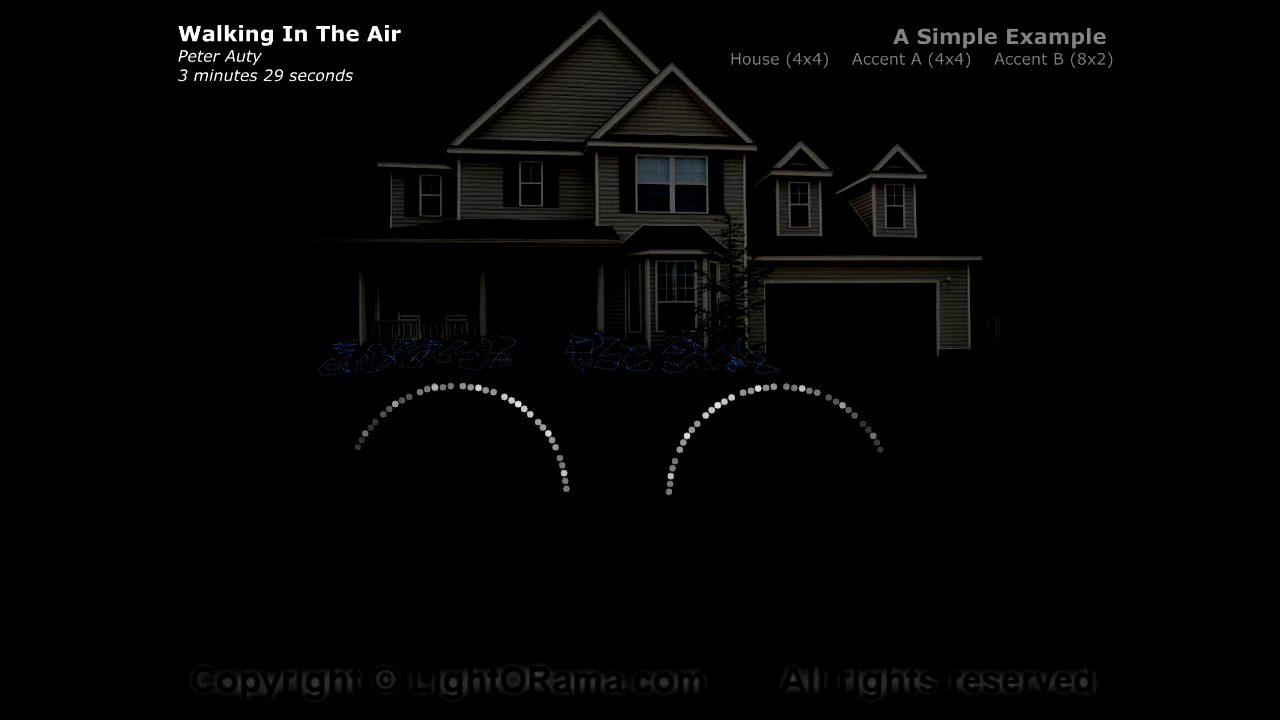 Walking In The Air
Peter Auty
3 minutes 29 seconds
A Simple Example
House (4x4) Accent A (4x4) Accent B (8x2)
Copyright © LightORama.com All rights reserved